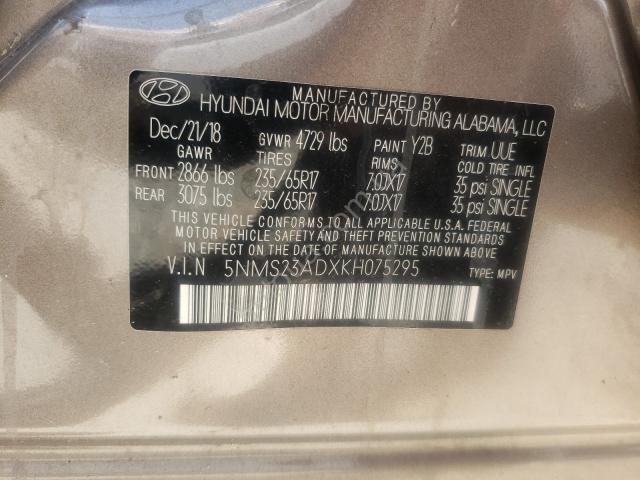 MANUFACTURED BY
HYUNDAI MOTOR MANUFACTURING ALABAMA, LLC
Dec/21/18 GVWR 4729 lbs PAINT Y2B TRIM UUE
GAWR TIRES RIMS COLD TIRE INFL
FRONT 2866 lbs 235/65R17 7.0JX17 35 psi SINGLE
REAR 3075 lbs 235/65R17 7.0JX17 35 psi SINGLE
THIS VEHICLE CONFORMS TO ALL APPLICABLE U.S.A. FEDERAL
MOTOR VEHICLE SAFETY, BUMPER, AND THEFT PREVENTION STANDARDS
IN EFFECT ON THE DATE OF MANUFACTURE SHOWN ABOVE.
V.I.N 5NMS23ADXKH075295 TYPE: MPV